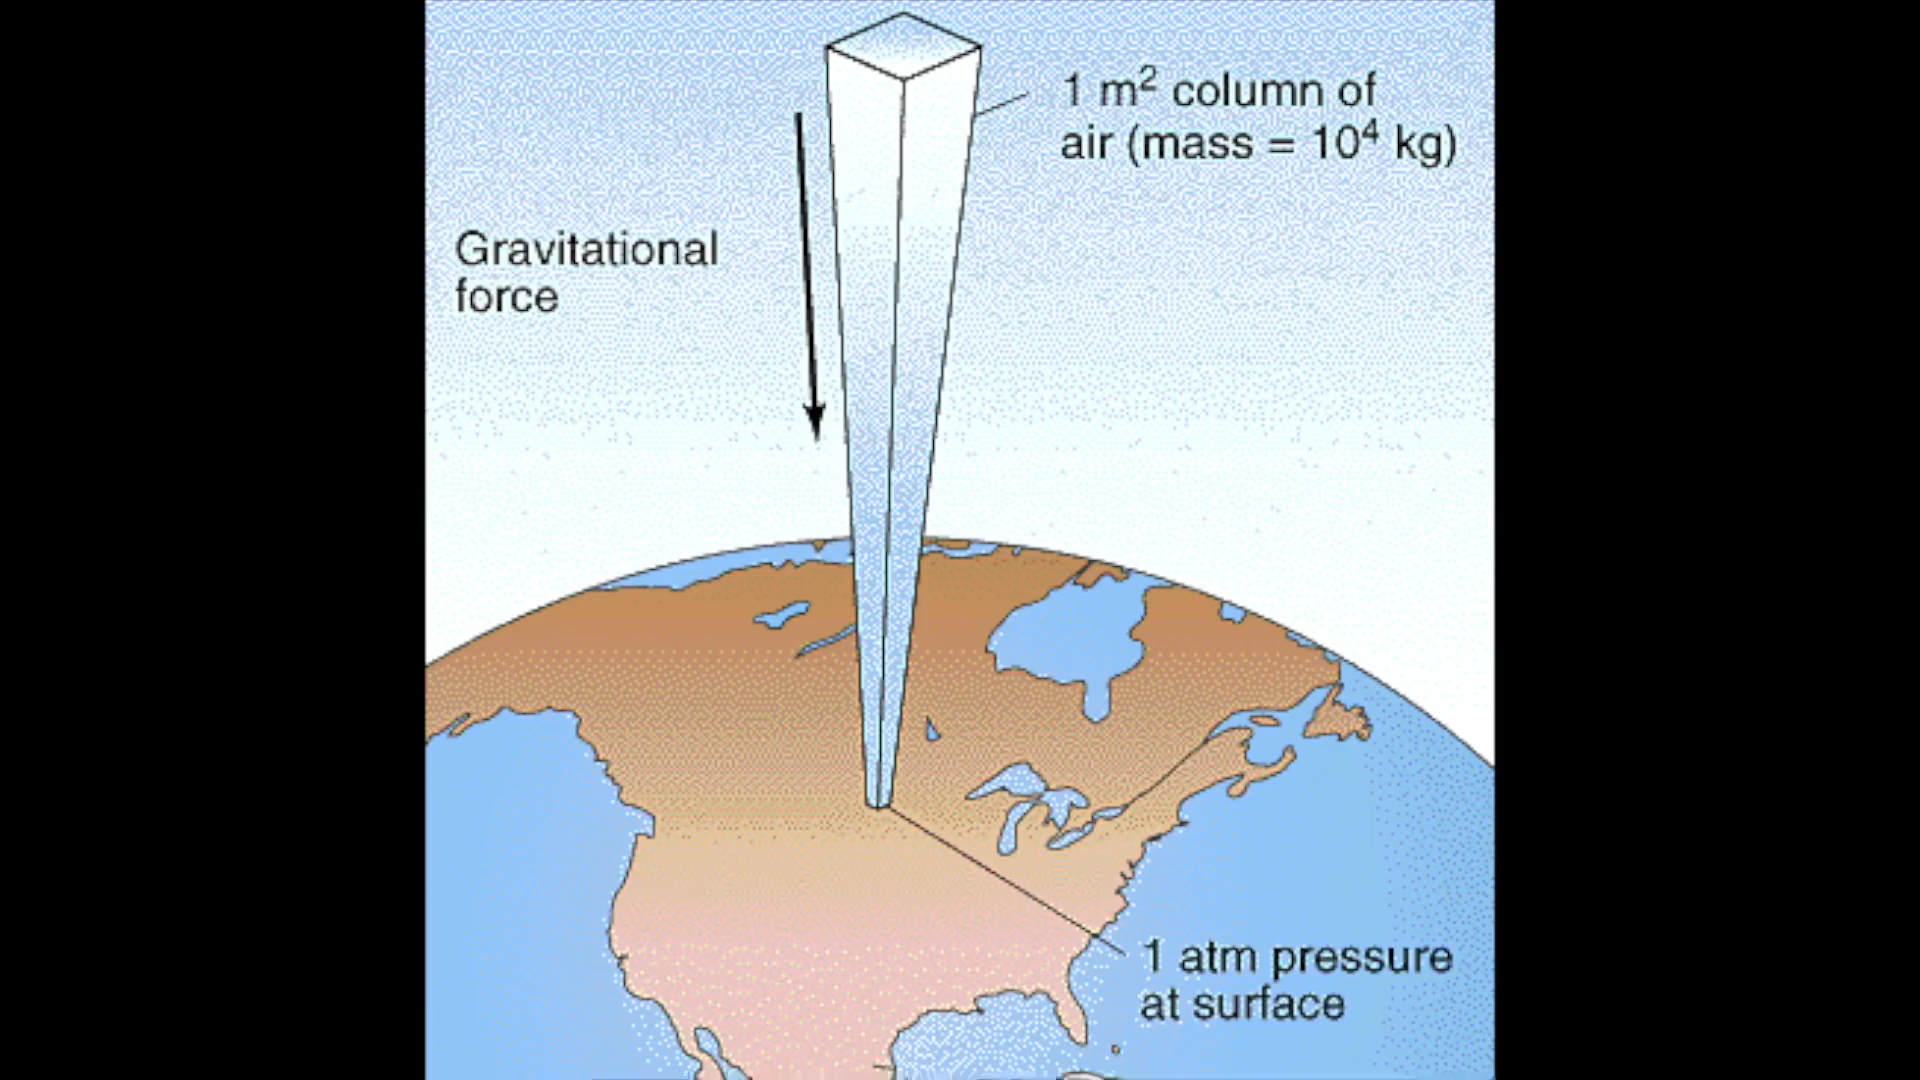 1 m² column of
air (mass = 10⁴ kg)
Gravitational
force
1 atm pressure
at surface